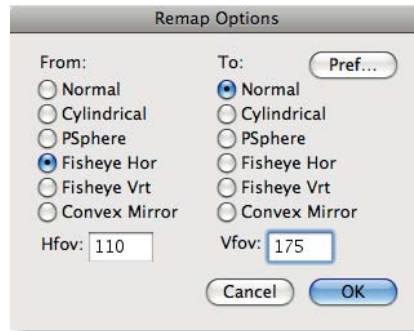 Remap Options
From: To: Pref...
Normal Normal
Cylindrical Cylindrical
PSphere PSphere
Fisheye Hor Fisheye Hor
Fisheye Vrt Fisheye Vrt
Convex Mirror Convex Mirror
Hfov: 110 Vfov: 175
Cancel OK